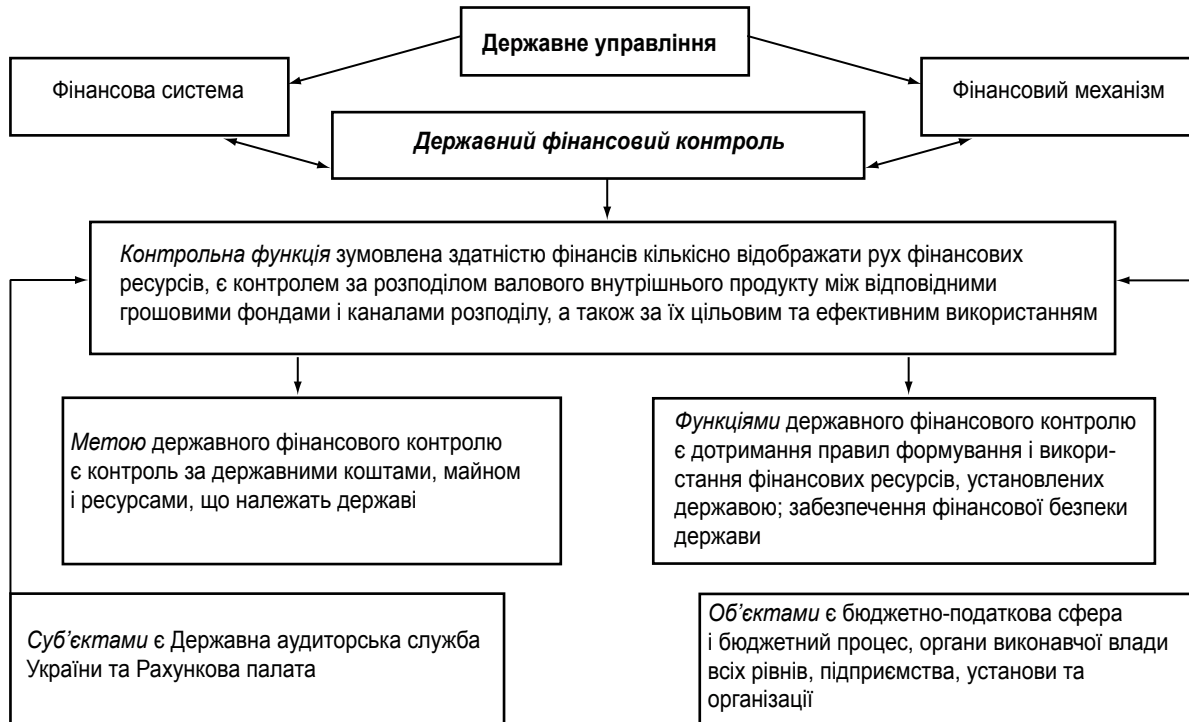 Державне управління
Фінансова система
Фінансовий механізм
Державний фінансовий контроль
Контрольна функція зумовлена здатністю фінансів кількісно відображати рух фінансових
ресурсів, є контролем за розподілом валового внутрішнього продукту між відповідними
грошовими фондами і каналами розподілу, а також за їх цільовим та ефективним використанням
Метою державного фінансового контролю
є контроль за державними коштами, майном
і ресурсами, що належать державі
Функціями державного фінансового контролю
є дотримання правил формування і викори-
стання фінансових ресурсів, установлених
державою; забезпечення фінансової безпеки
держави
Суб’єктами є Державна аудиторська служба
України та Рахункова палата
Об’єктами є бюджетно-податкова сфера
і бюджетний процес, органи виконавчої влади
всіх рівнів, підприємства, установи та
організації